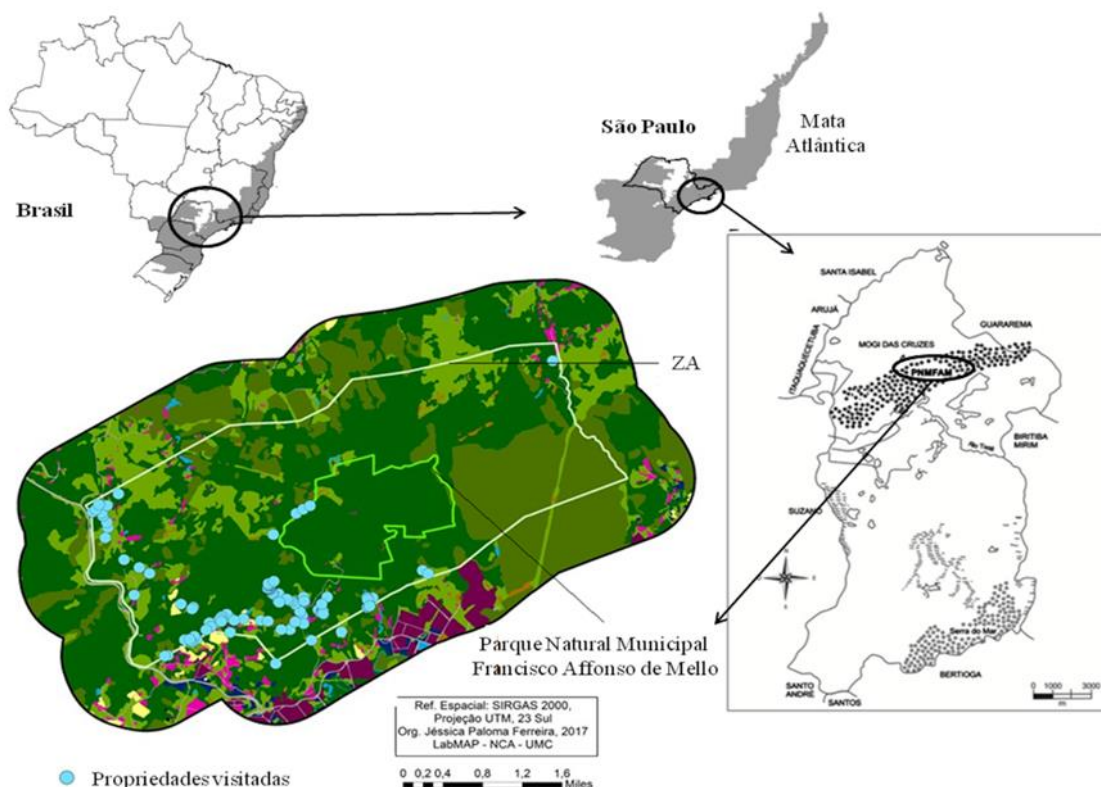 Brasil
São Paulo
Mata
Atlântica
SANTA ISABEL
ARUJÁ
GUARAREMA
ITAQUAQUECETUBA
MOGI DAS CRUZES
PNMFAM
BIRITIBA
MIRIM
Rio Tietê
SUZANO
N
Serra do Mar
BERTIOGA
SANTO
ANDRÉ
SANTOS
0 1000 3000
m
ZA
Parque Natural Municipal
Francisco Affonso de Mello
Ref. Espacial: SIRGAS 2000,
Projeção UTM, 23 Sul
Org. Jéssica Paloma Ferreira, 2017
LabMAP - NCA - UMC
0 0,2 0,4 0,8 1,2 1,6
Miles
Propriedades visitadas